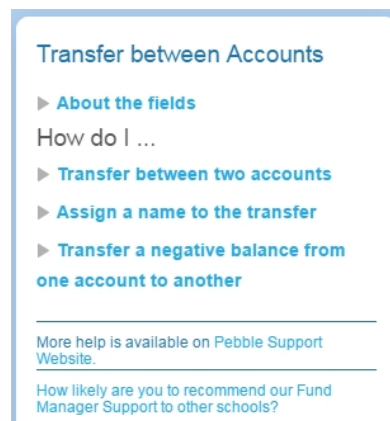 Transfer between Accounts
About the fields
How do I ...
Transfer between two accounts
Assign a name to the transfer
Transfer a negative balance from
one account to another
More help is available on Pebble Support
Website.
How likely are you to recommend our Fund
Manager Support to other schools?